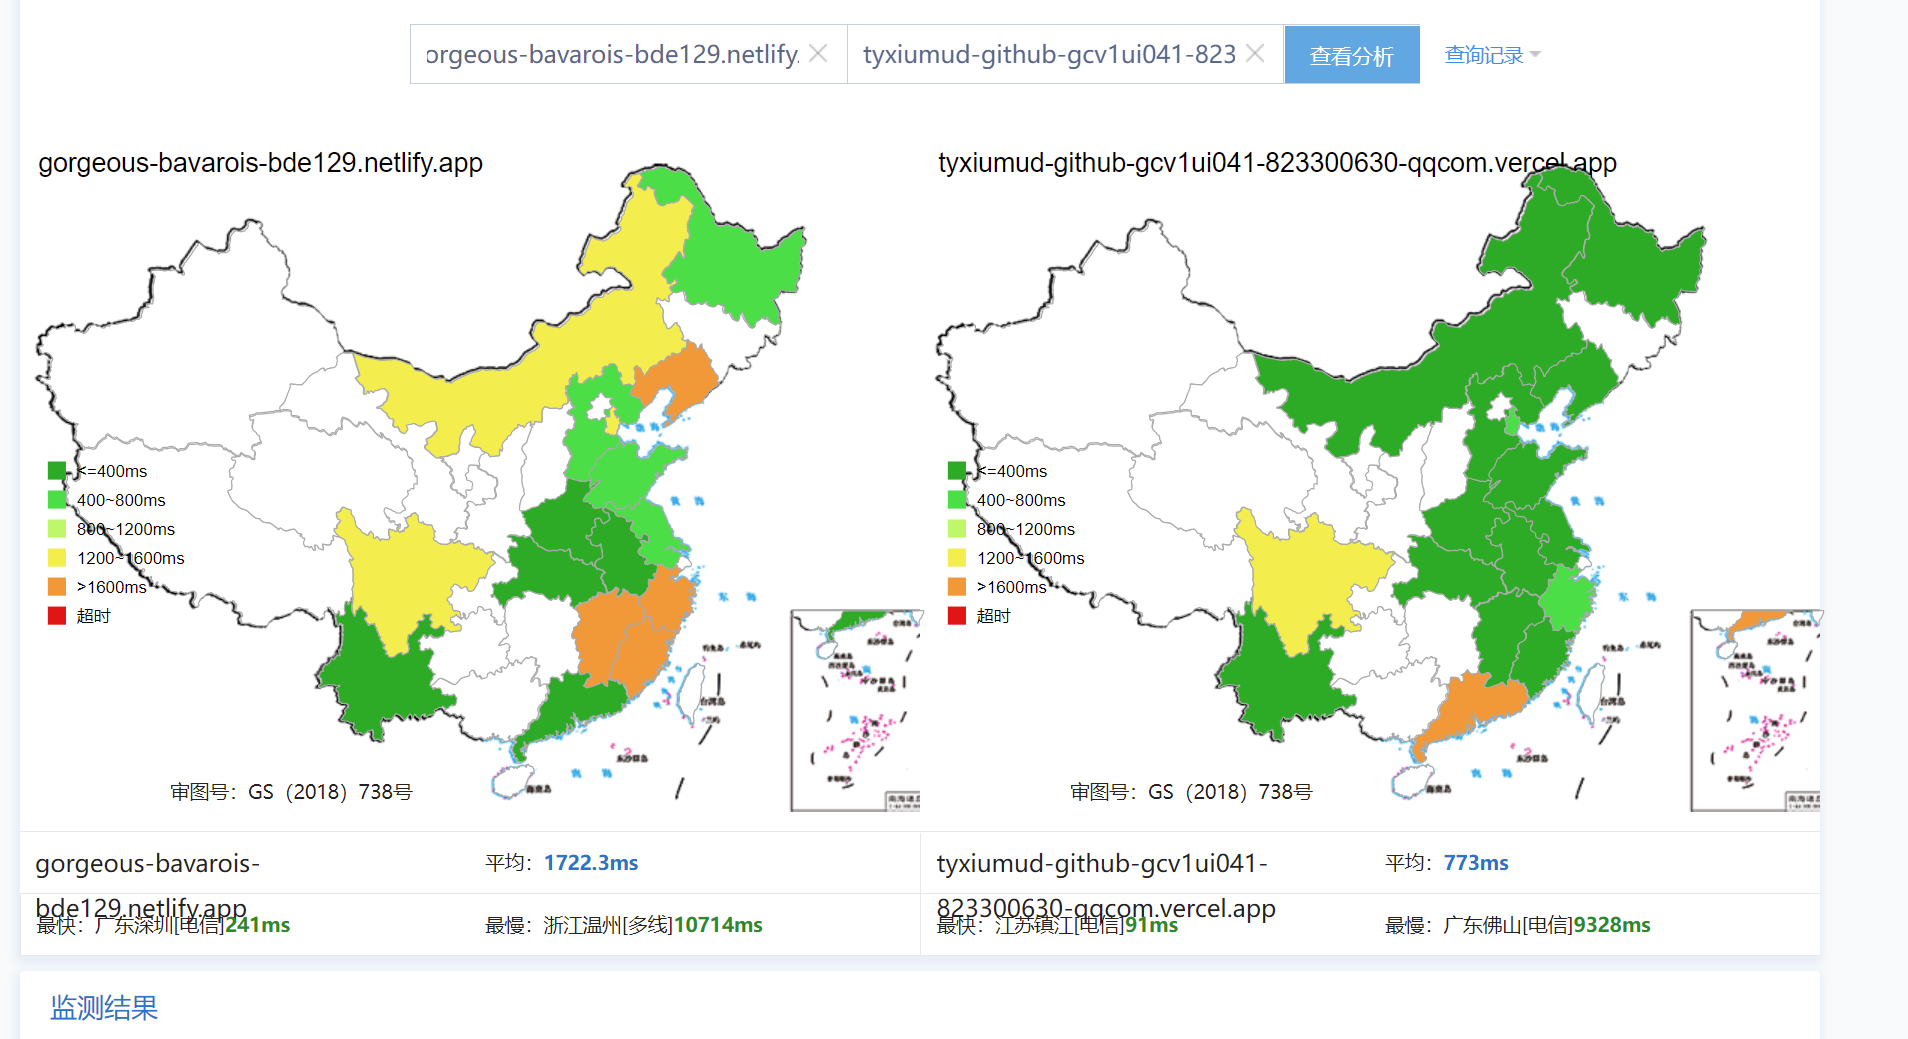 orgeous-bavarois-bde129.netlify.
tyxiumud-github-gcv1ui041-823
查看分析
查询记录
gorgeous-bavarois-bde129.netlify.app
<=400ms
400~800ms
800~1200ms
1200~1600ms
>1600ms
超时
审图号：GS（2018）738号
tyxiumud-github-gcv1ui041-823300630-qqcom.vercel.app
<=400ms
400~800ms
800~1200ms
1200~1600ms
>1600ms
超时
审图号：GS（2018）738号
gorgeous-bavarois-
bde129.netlify.app
平均：1722.3ms
最快：广东深圳[电信]241ms
最慢：浙江温州[多线]10714ms
tyxiumud-github-gcv1ui041-
823300630-qqcom.vercel.app
平均：773ms
最快：江苏镇江[电信]91ms
最慢：广东佛山[电信]9328ms
监测结果